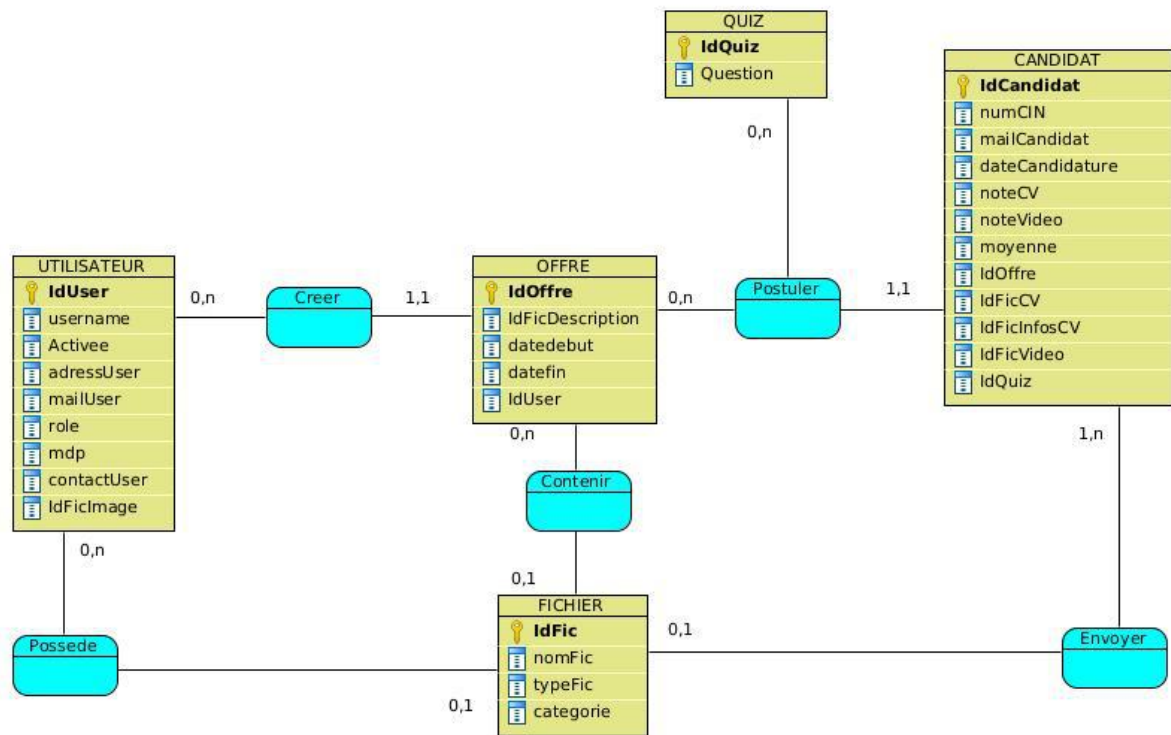 QUIZ
IdQuiz
Question
0,n
CANDIDAT
IdCandidat
numCIN
mailCandidat
dateCandidature
noteCV
noteVideo
moyenne
IdOffre
IdFicCV
IdFicInfosCV
IdFicVideo
IdQuiz
UTILISATEUR
IdUser
username
Activee
adressUser
mailUser
role
mdp
contactUser
IdFicImage
0,n
Creer
1,1
OFFRE
IdOffre
IdFicDescription
datedebut
datefin
IdUser
0,n
Postuler
1,1
0,n
Contenir
0,1
1,n
0,n
Possede
0,1
FICHIER
IdFic
nomFic
typeFic
categorie
0,1
Envoyer